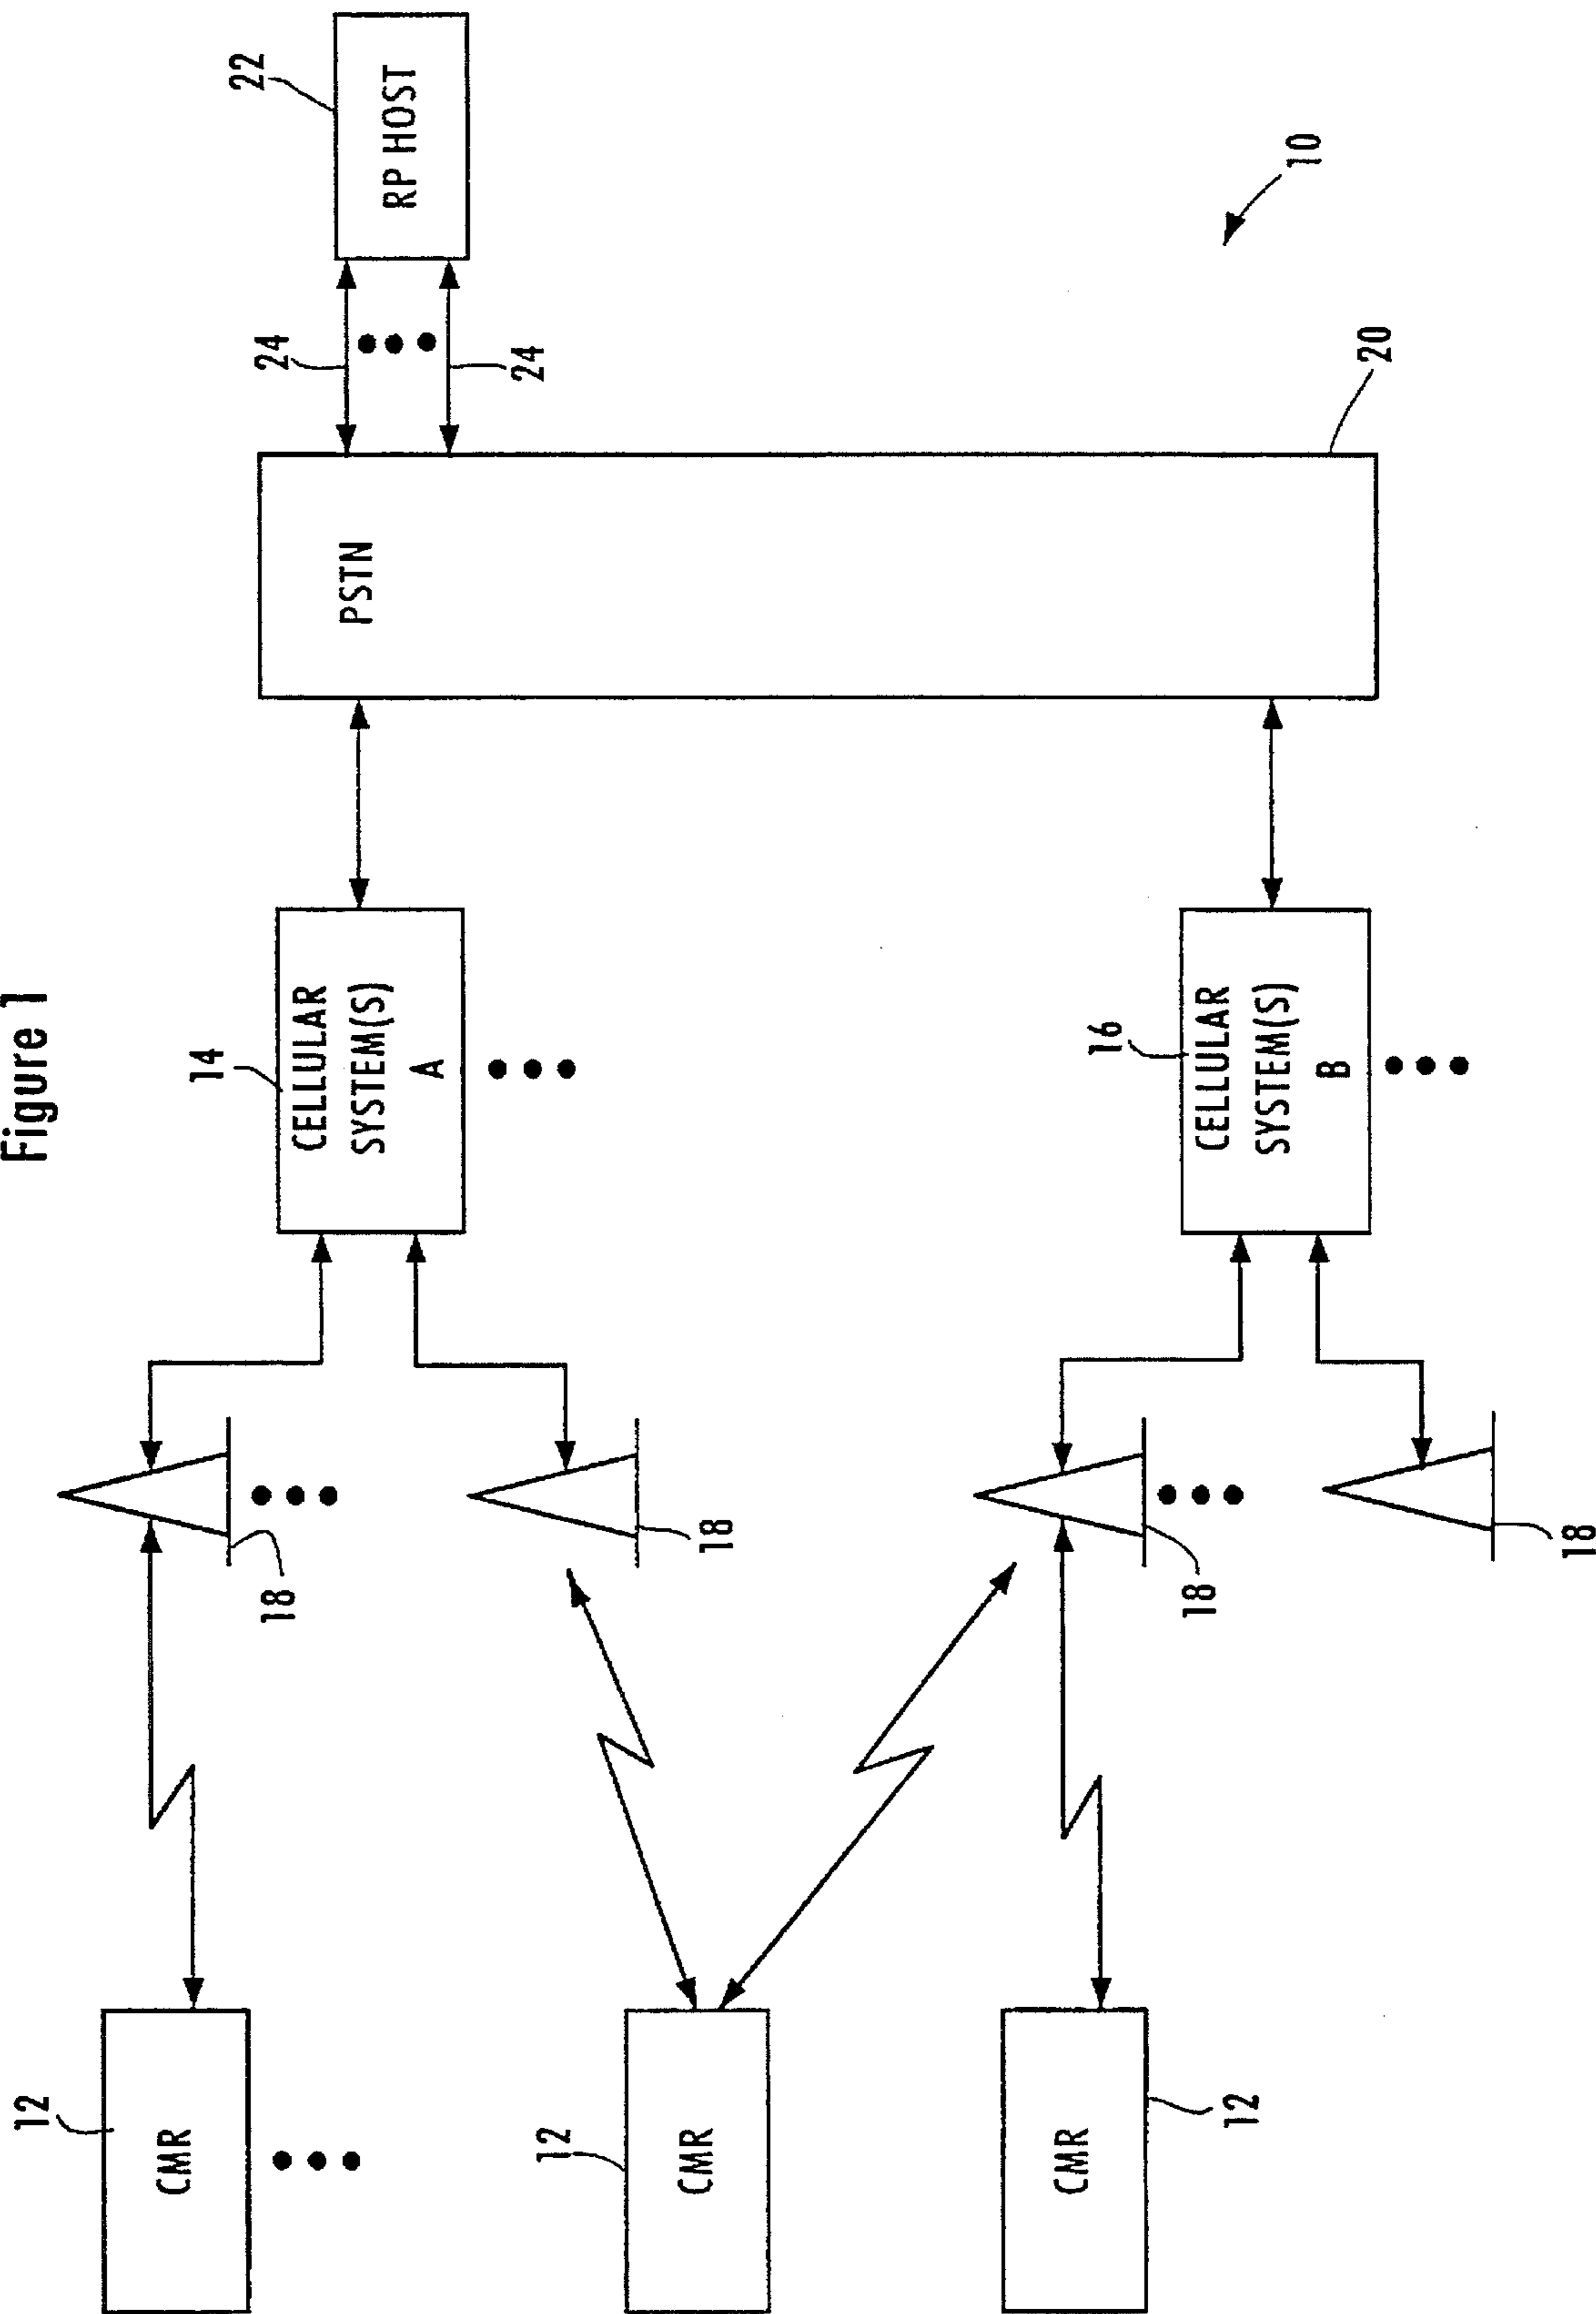 Figure 1
12
CMR
18
14
CELLULAR
SYSTEM(S)
A
PSTN
24
24
22
RP HOST
12
CMR
18
12
CMR
18
16
CELLULAR
SYSTEM(S)
B
20
10
18